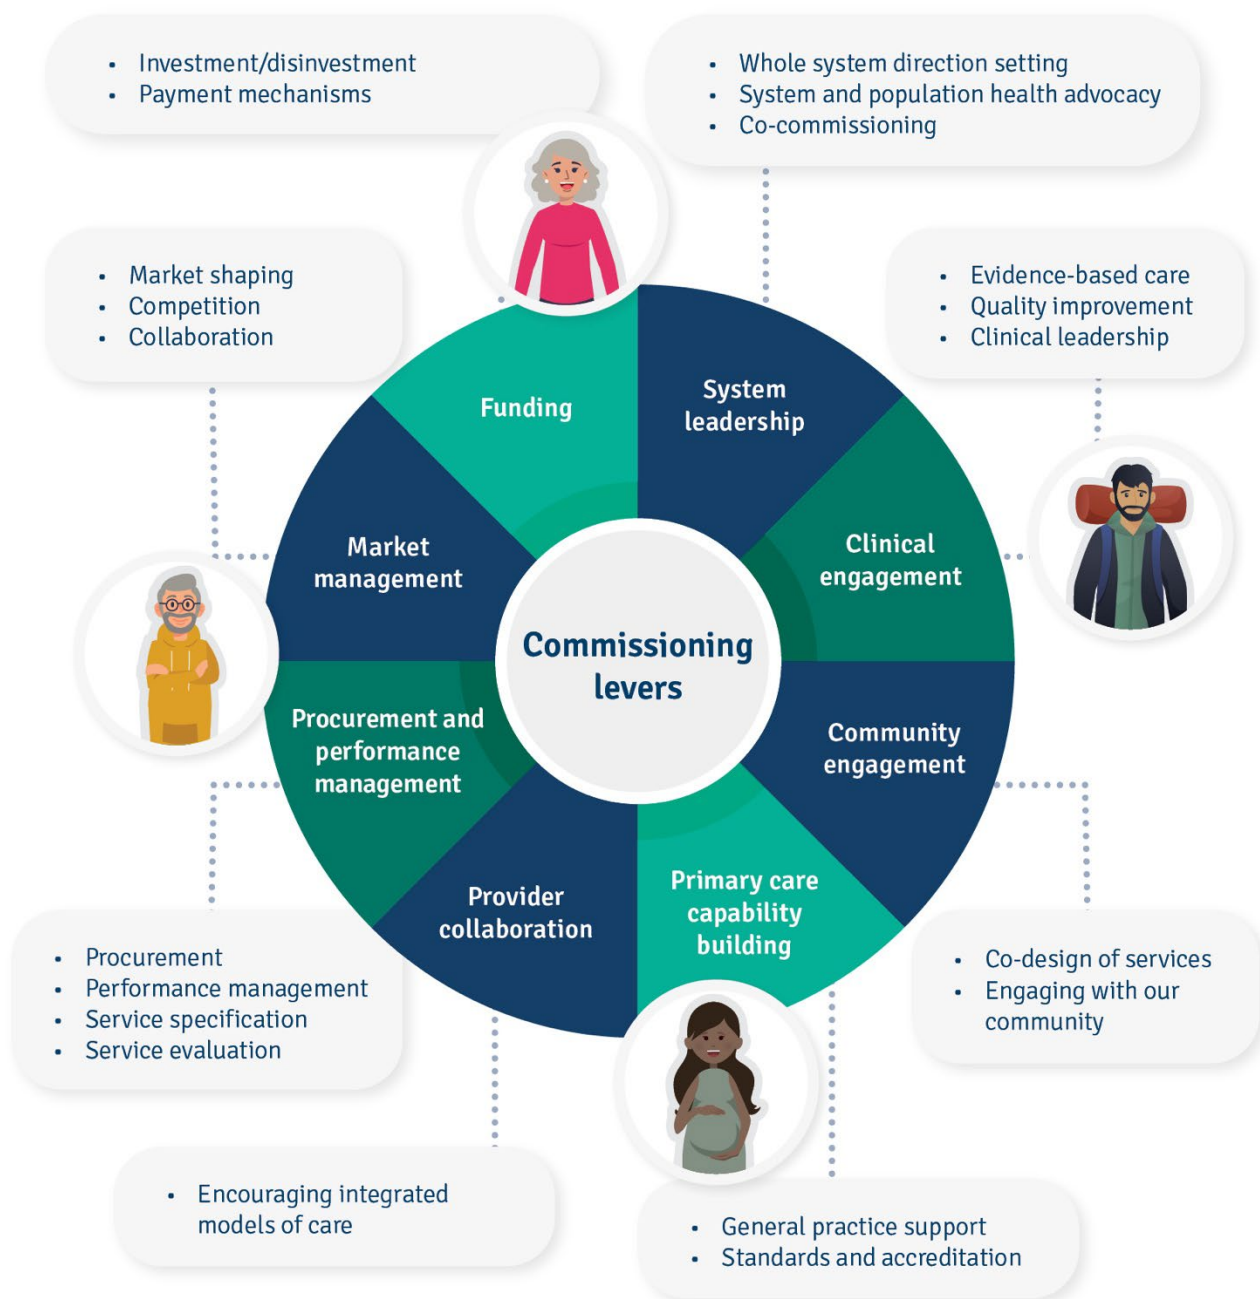 • Investment/disinvestment
• Payment mechanisms
• Whole system direction setting
• System and population health advocacy
• Co-commissioning
• Market shaping
• Competition
• Collaboration
• Evidence-based care
• Quality improvement
• Clinical leadership
Funding
System
leadership
Market
management
Clinical
engagement
Commissioning
levers
Procurement and
performance
management
Community
engagement
Provider
collaboration
Primary care
capability
building
• Procurement
• Performance management
• Service specification
• Service evaluation
• Co-design of services
• Engaging with our
community
• Encouraging integrated
models of care
• General practice support
• Standards and accreditation